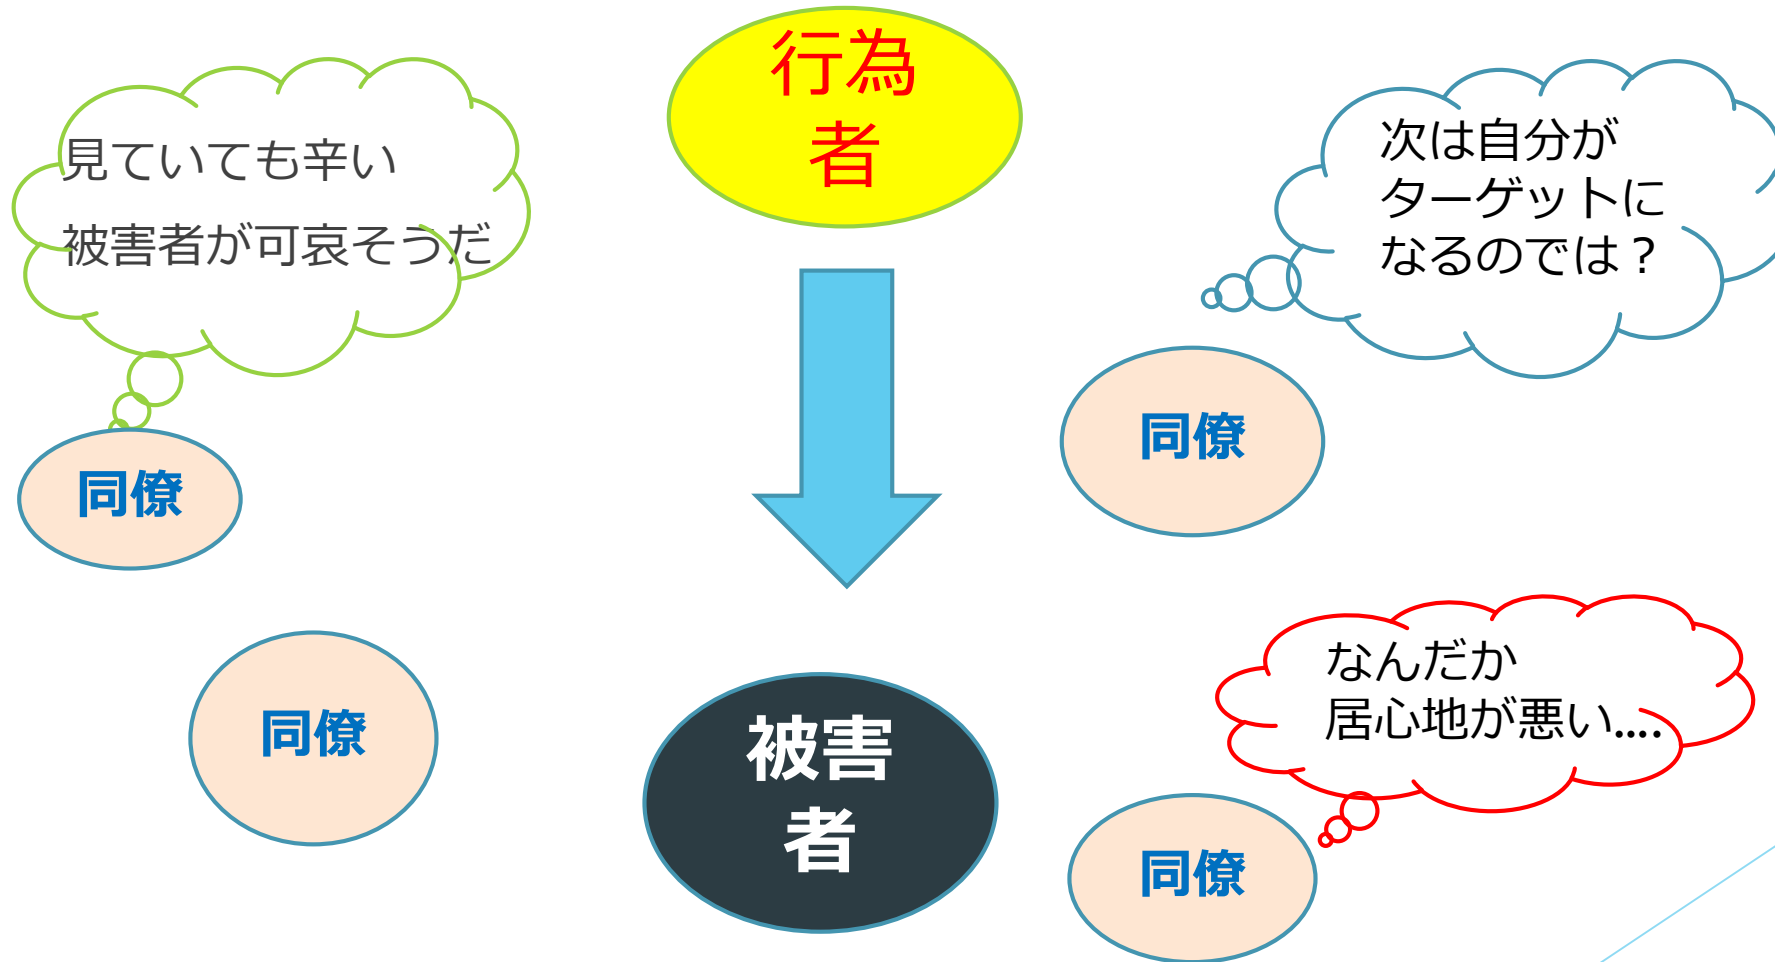 行為
者
見ていても辛い
被害者が可哀そうだ
次は自分が
ターゲットに
なるのでは？
同僚
同僚
同僚
被害
者
なんだか
居心地が悪い....
同僚